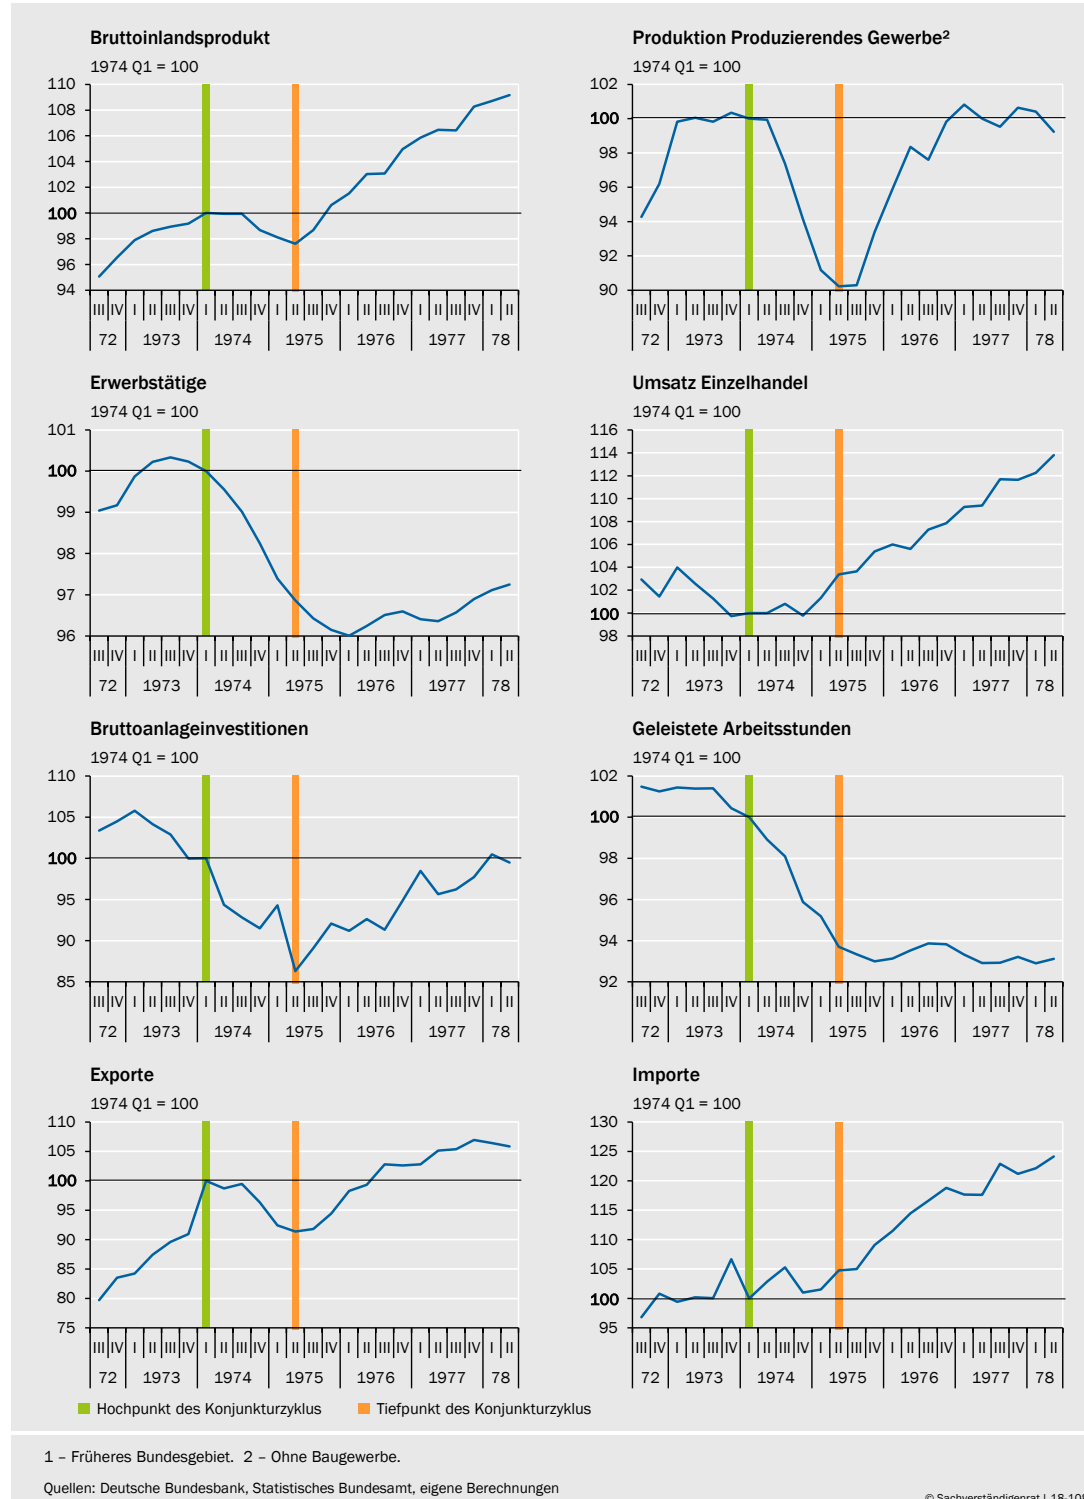 Bruttoinlandsprodukt
1974 Q1 = 100
110
108
106
104
102
100
98
96
94
III IV I II III IV I II III IV I II III IV I II III IV I II III IV I II
72 1973 1974 1975 1976 1977 78
Produktion Produzierendes Gewerbe²
1974 Q1 = 100
102
100
98
96
94
92
90
III IV I II III IV I II III IV I II III IV I II III IV I II III IV I II
72 1973 1974 1975 1976 1977 78
Erwerbstätige
1974 Q1 = 100
101
100
99
98
97
96
III IV I II III IV I II III IV I II III IV I II III IV I II III IV I II
72 1973 1974 1975 1976 1977 78
Umsatz Einzelhandel
1974 Q1 = 100
116
114
110
108
106
104
102
100
98
III IV I II III IV I II III IV I II III IV I II III IV I II III IV I II
72 1973 1974 1975 1976 1977 78
Bruttoanlageinvestitionen
1974 Q1 = 100
110
105
100
95
90
85
III IV I II III IV I II III IV I II III IV I II III IV I II III IV I II
72 1973 1974 1975 1976 1977 78
Geleistete Arbeitsstunden
1974 Q1 = 100
102
100
98
96
94
92
III IV I II III IV I II III IV I II III IV I II III IV I II III IV I II
72 1973 1974 1975 1976 1977 78
Exporte
1974 Q1 = 100
110
105
100
95
90
85
80
75
III IV I II III IV I II III IV I II III IV I II III IV I II III IV I II
72 1973 1974 1975 1976 1977 78
Importe
1974 Q1 = 100
130
125
120
115
110
105
100
95
III IV I II III IV I II III IV I II III IV I II III IV I II III IV I II
72 1973 1974 1975 1976 1977 78
Hochpunkt des Konjunkturzyklus Tiefpunkt des Konjunkturzyklus
1 – Früheres Bundesgebiet. 2 – Ohne Baugewerbe.
Quellen: Deutsche Bundesbank, Statistisches Bundesamt, eigene Berechnungen
© Sachverständigenrat |